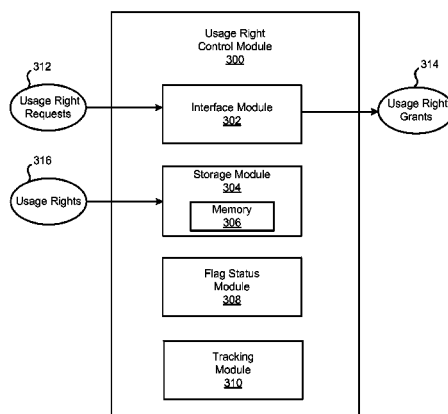 Usage Right
Control Module
300
312
Usage Right
Requests
Interface Module
302
314
Usage Right
Grants
316
Usage Rights
Storage Module
304
Memory
306
Flag Status
Module
308
Tracking
Module
310